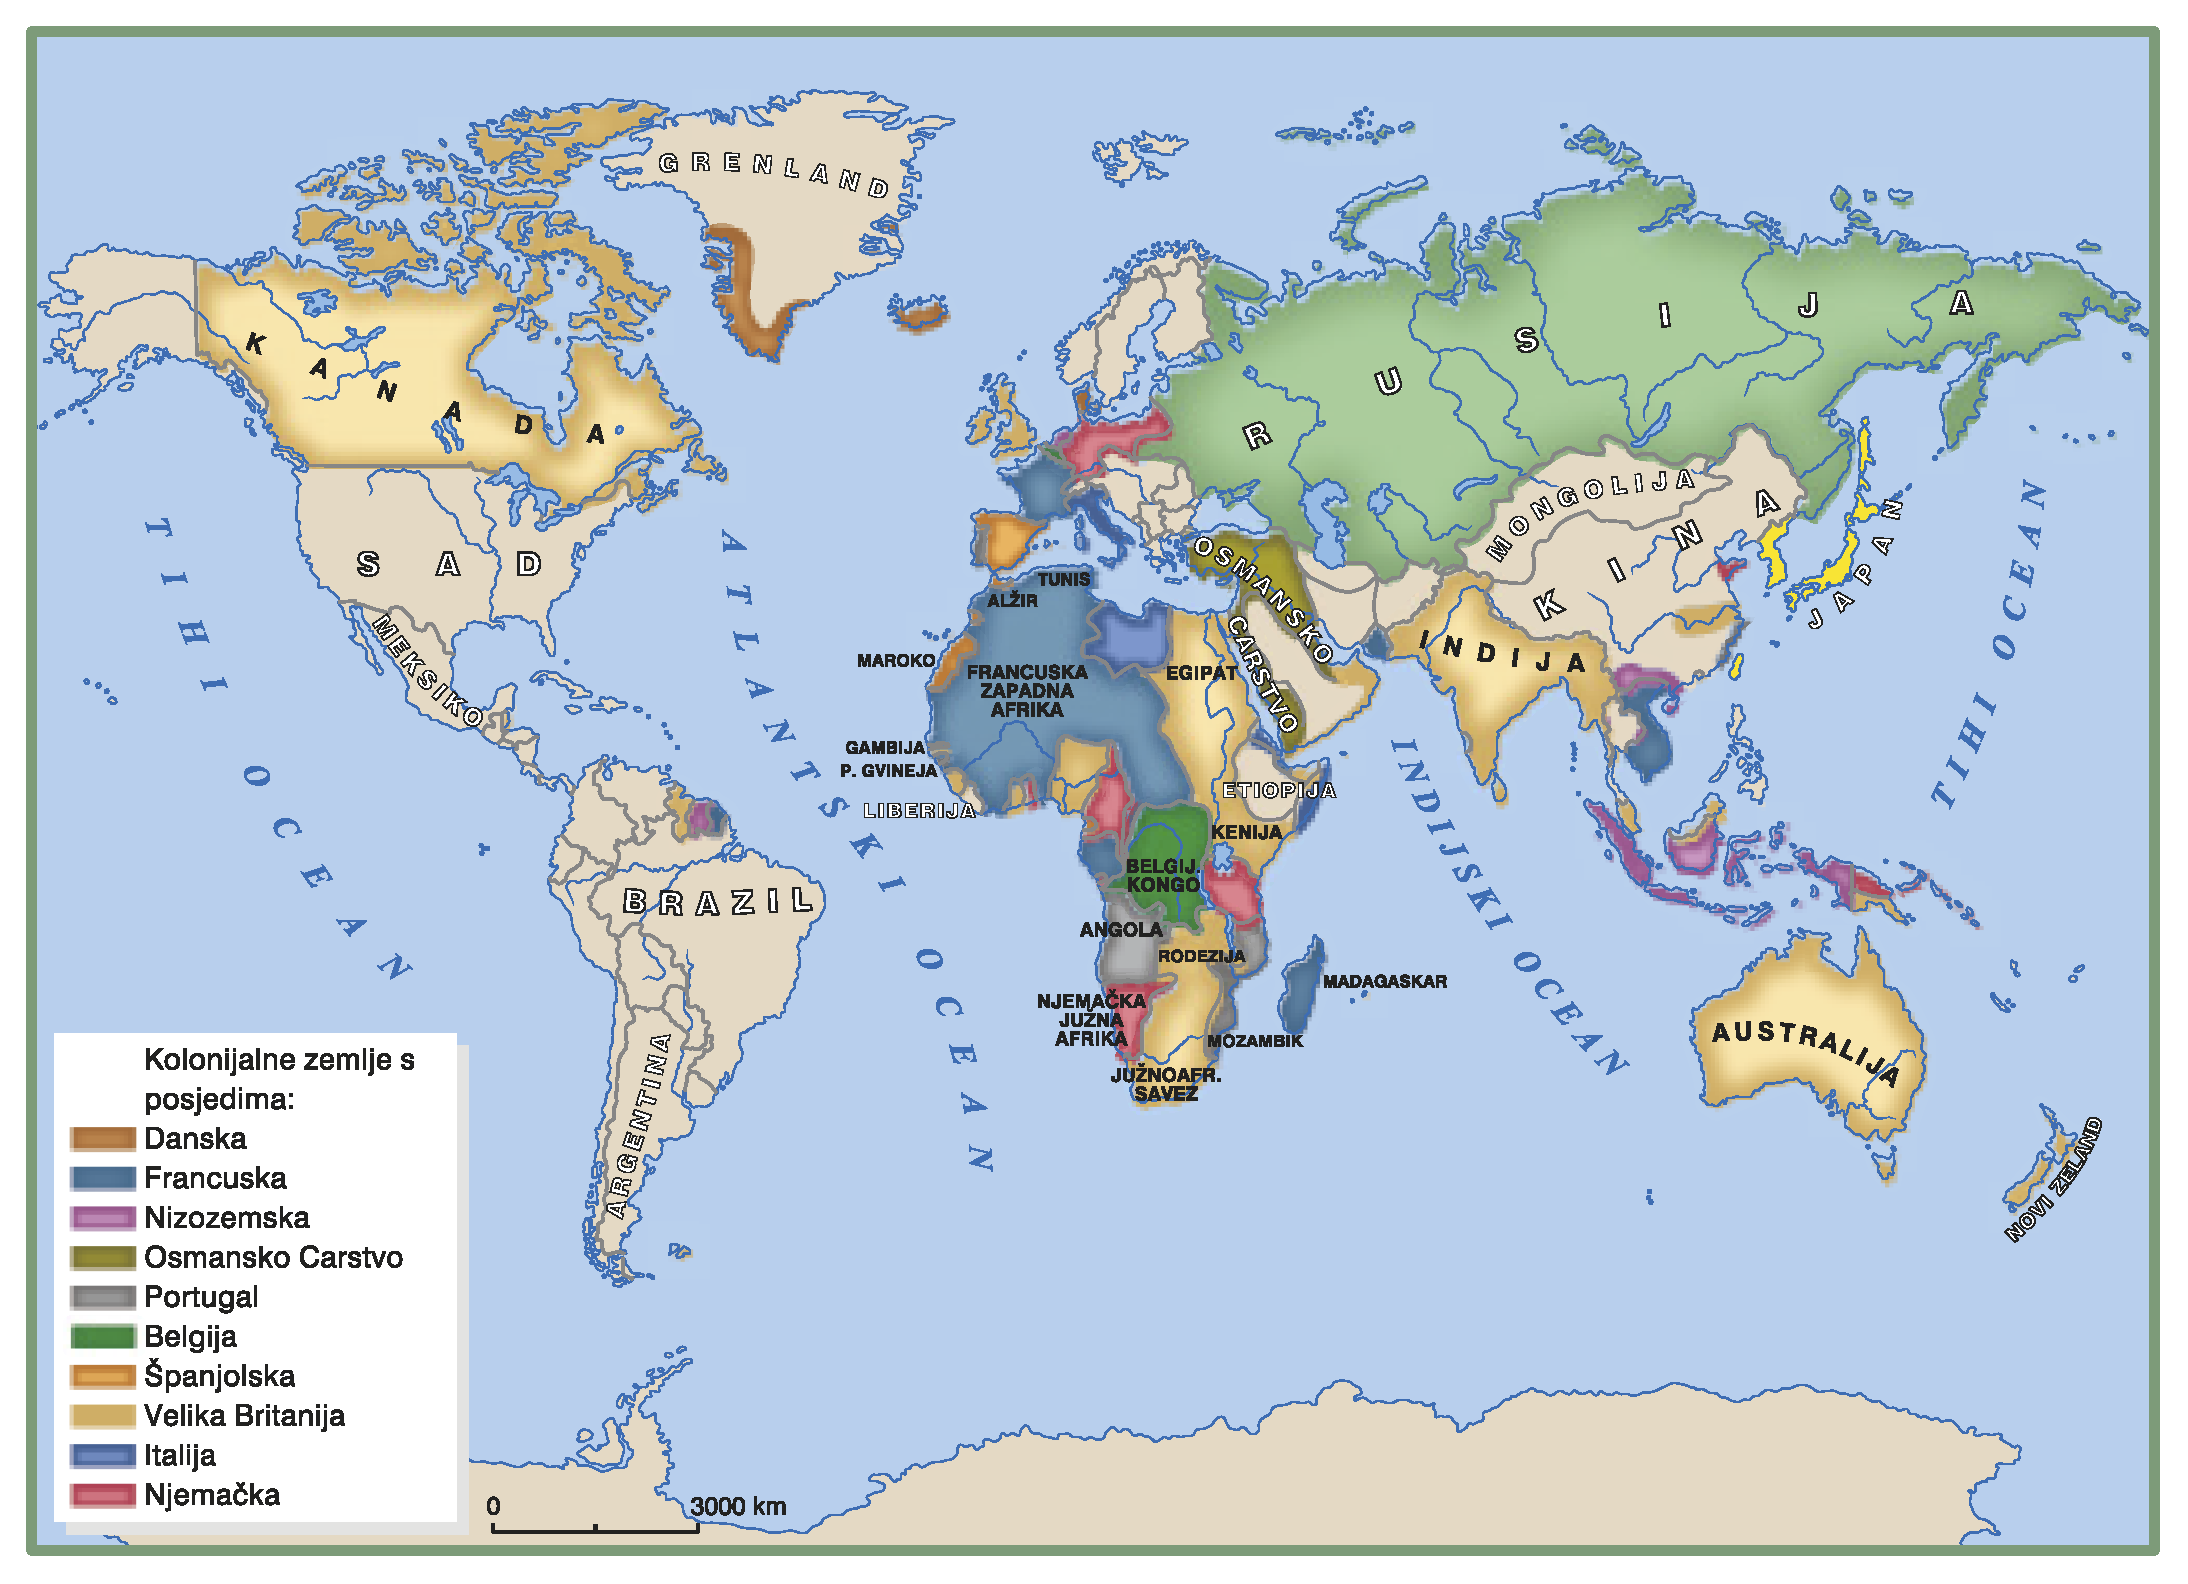 GRENLAND
KANADA
RUSIJA
MONGOLIJA
KINA
JAPAN
SAD
MEKSIKO
TIHI OCEAN
ATLANTSKI OCEAN
TIHI OCEAN
INDIJSKI OCEAN
OSMANSKO
CARSTVO
INDIJA
TUNIS
ALŽIR
MAROKO
FRANCUSKA
ZAPADNA
AFRIKA
EGIPAT
GAMBIJA
P. GVINEJA
LIBERIJA
ETIOPIJA
KENIJA
BELGIJ.
KONGO
ANGOLA
RODEZIJA
MADAGASKAR
NJEMAČKA
JUŽNA
AFRIKA
MOZAMBIK
JUŽNOAFR.
SAVEZ
BRAZIL
ARGENTINA
AUSTRALIJA
NOVI ZELAND
Kolonijalne zemlje s
posjedima:
Danska
Francuska
Nizozemska
Osmansko Carstvo
Portugal
Belgija
Španjolska
Velika Britanija
Italija
Njemačka
0 3000 km